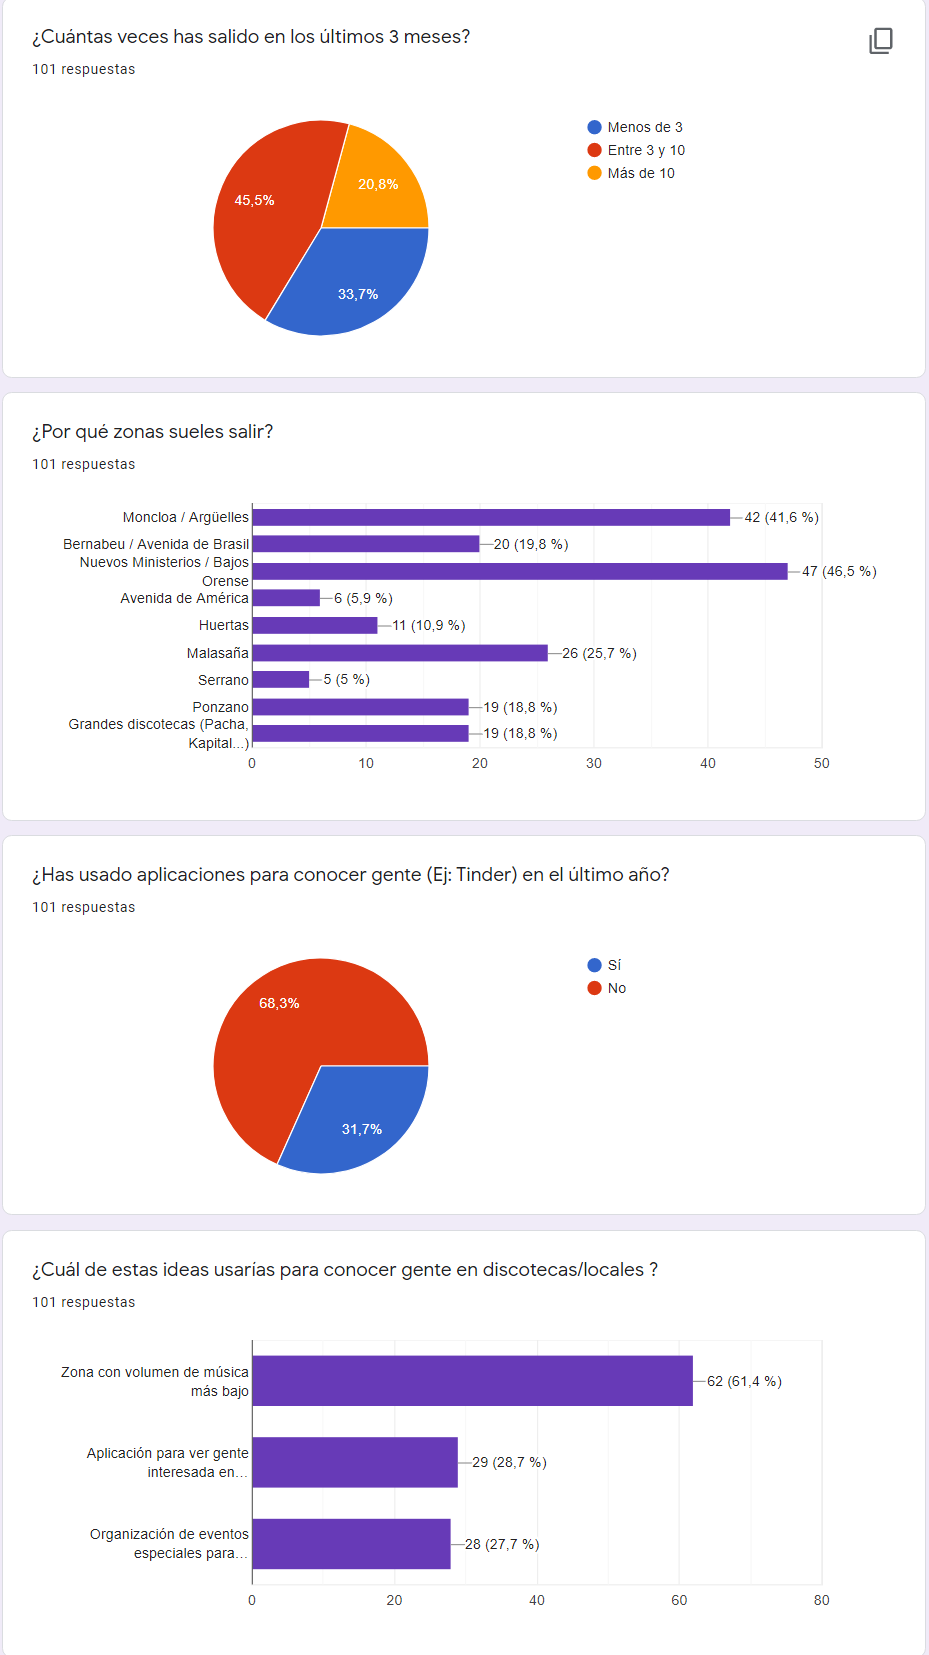 ¿Cuántas veces has salido en los últimos 3 meses?
101 respuestas
Menos de 3
Entre 3 y 10
Más de 10
20,8%
45,5%
33,7%
¿Por qué zonas sueles salir?
101 respuestas
Moncloa / Argüelles
42 (41,6 %)
Bernabeu / Avenida de Brasil
20 (19,8 %)
Nuevos Ministerios / Bajos
Orense
47 (46,5 %)
Avenida de América
6 (5,9 %)
Huertas
11 (10,9 %)
Malasaña
26 (25,7 %)
Serrano
5 (5 %)
Ponzano
19 (18,8 %)
Grandes discotecas (Pacha,
Kapital...)
19 (18,8 %)
0 10 20 30 40 50
¿Has usado aplicaciones para conocer gente (Ej: Tinder) en el último año?
101 respuestas
Sí
No
68,3%
31,7%
¿Cuál de estas ideas usarías para conocer gente en discotecas/locales ?
101 respuestas
Zona con volumen de música
más bajo
62 (61,4 %)
Aplicación para ver gente
interesada en...
29 (28,7 %)
Organización de eventos
especiales para...
28 (27,7 %)
0 20 40 60 80